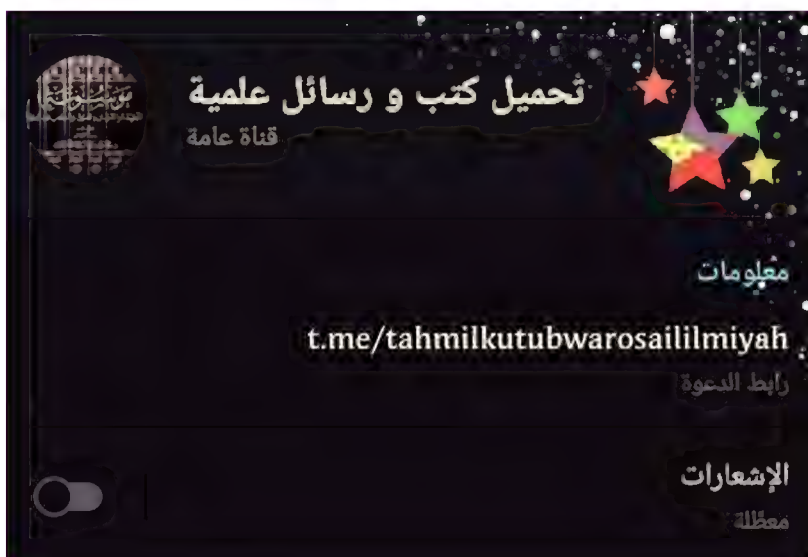 تحميل كتب و رسائل علمية
قناة عامة
معلومات
t.me/tahmilkutubwarosaililmiyah
رابط الدعوة
الإشعارات
معطلة